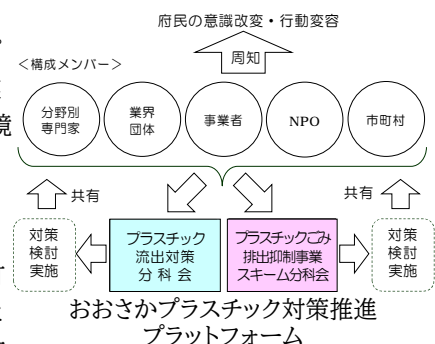 府民の意識改変・行動変容
周知
＜構成メンバー＞
分野別
専門家
業界
団体
事業者
NPO
市町村
境
共有
共有
対策
検討
実施
プラスチック
流出対策
分科会
プラスチックごみ
排出抑制事業
スキーム分科会
対策
検討
実施
おおさかプラスチック対策推進
プラットフォーム